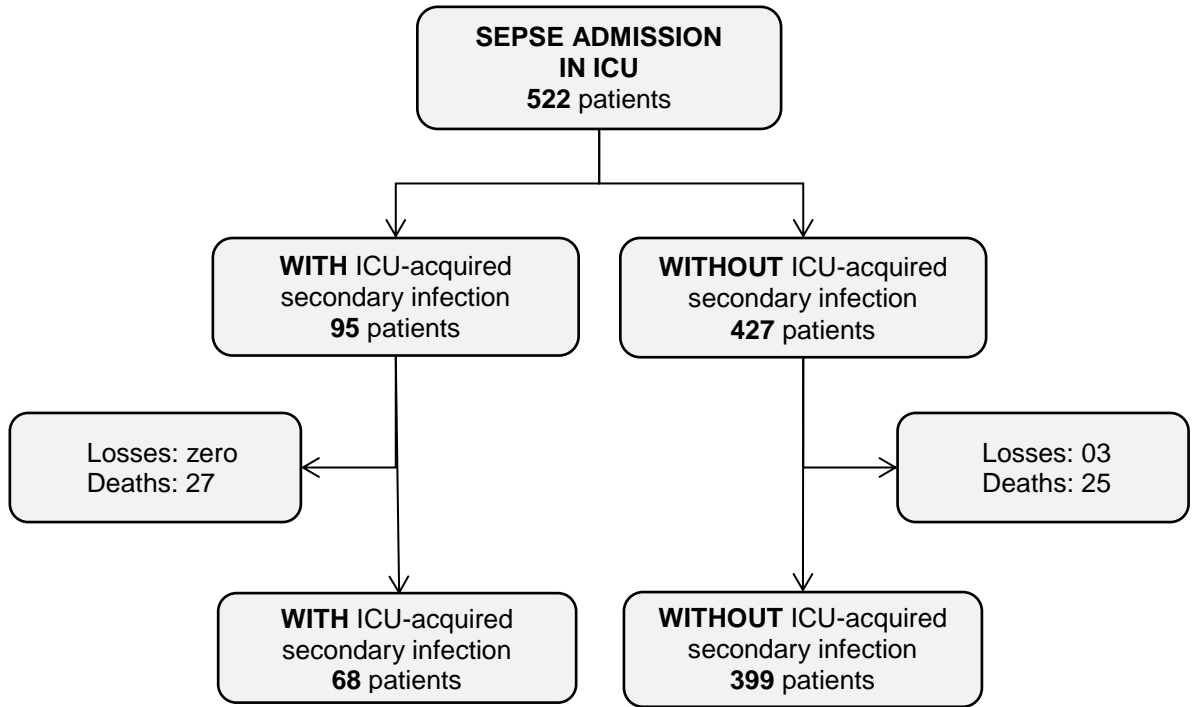 SEPSE ADMISSION
IN ICU
522 patients
WITH ICU-acquired
secondary infection
95 patients
WITHOUT ICU-acquired
secondary infection
427 patients
Losses: zero
Deaths: 27
Losses: 03
Deaths: 25
WITH ICU-acquired
secondary infection
68 patients
WITHOUT ICU-acquired
secondary infection
399 patients